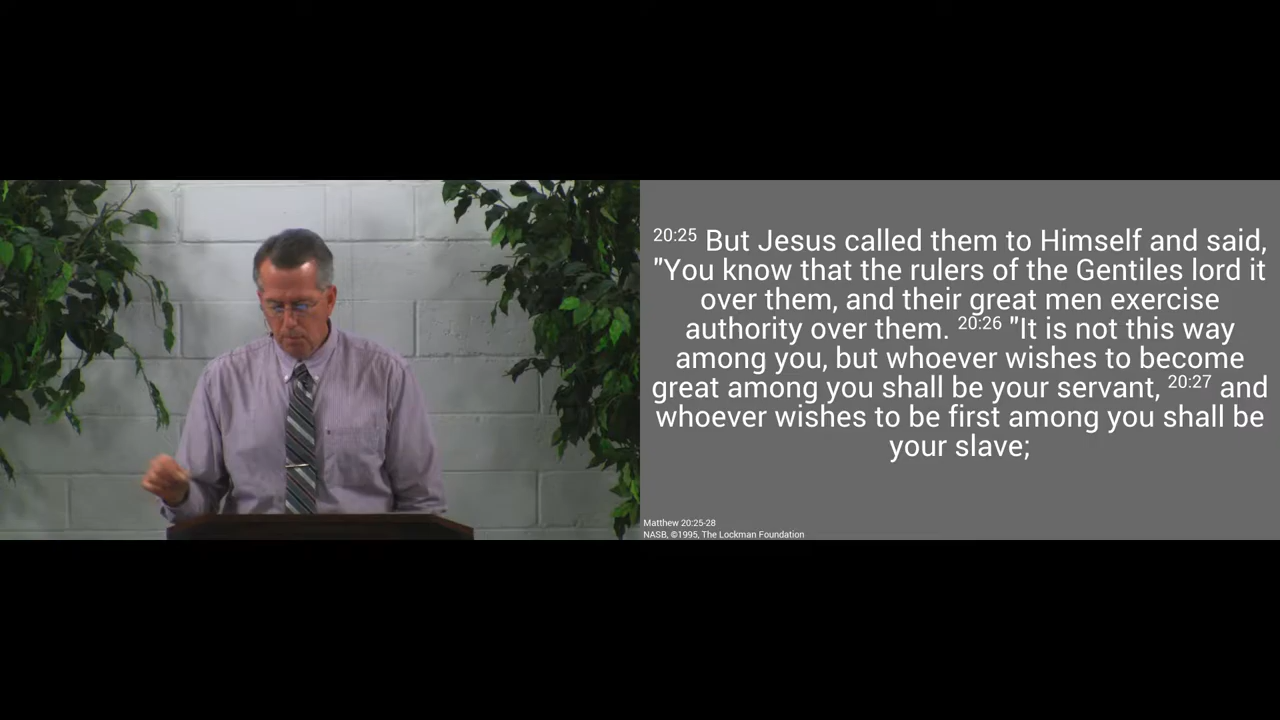 20:25 But Jesus called them to Himself and said,
"You know that the rulers of the Gentiles lord it
over them, and their great men exercise
authority over them. 20:26 "It is not this way
among you, but whoever wishes to become
great among you shall be your servant, 20:27 and
whoever wishes to be first among you shall be
your slave;
Matthew 20:25-28
NASB, ©1995, The Lockman Foundation